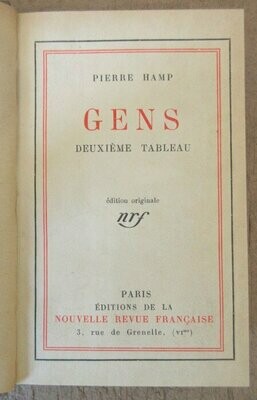 PIERRE HAMP
GENS
DEUXIÈME TABLEAU
édition originale
nrf
PARIS
ÉDITIONS DE LA
NOUVELLE REVUE FRANÇAISE
3, rue de Grenelle, (VIme)